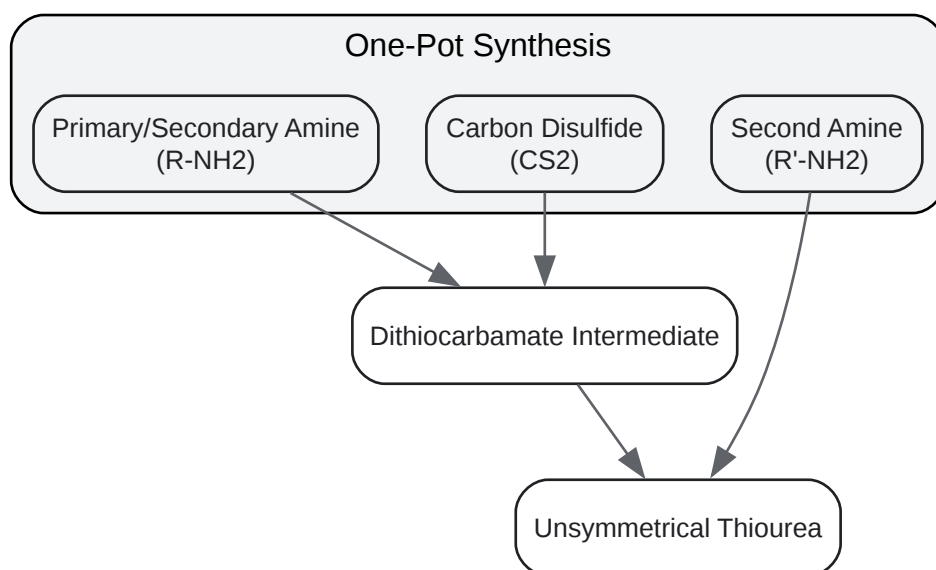 One-Pot Synthesis
Primary/Secondary Amine
(R-NH2)
Carbon Disulfide
(CS2)
Second Amine
(R'-NH2)
Dithiocarbamate Intermediate
Unsymmetrical Thiourea